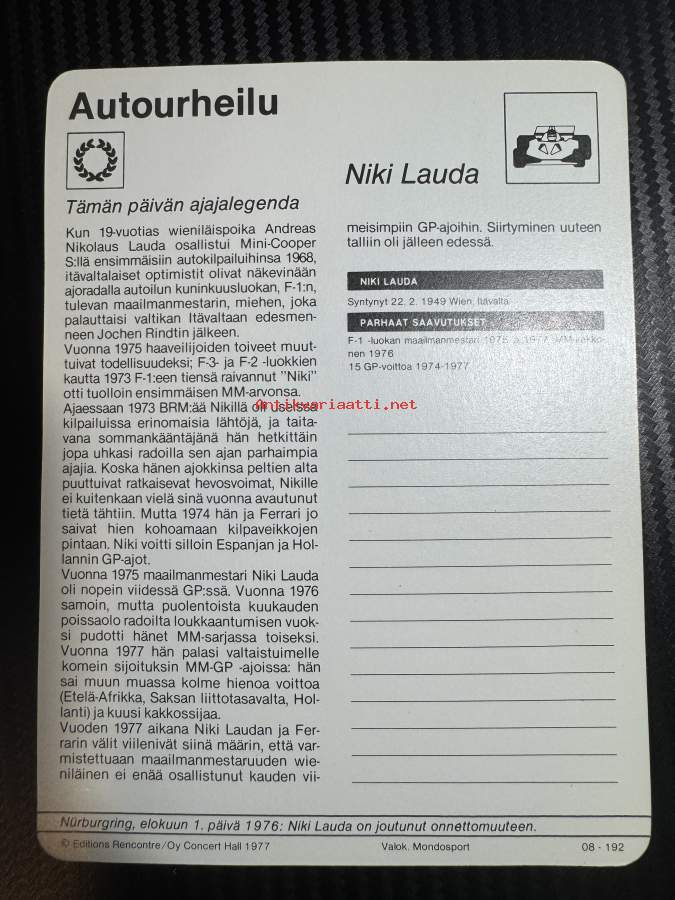 Autourheilu
Niki Lauda
Tämän päivän ajajalegenda
Kun 19-vuotias wieniläispoika Andreas
Nikolaus Lauda osallistui Mini-Cooper
S:llä ensimmäisiin autokilpailuihinsa 1968,
itävaltalaiset optimistit olivat näkevinään
ajoradalla autoilun kuninkuusluokan, F-1:n,
tulevan maailmanmestarin, miehen, joka
palauttaisi valtikan Itävaltaan edesmen-
neen Jochen Rindtin jälkeen.
Vuonna 1975 haaveilijoiden toiveet muut-
tuivat todellisuudeksi; F-3- ja F-2 -luokkien
kautta 1973 F-1:een tiensä raivannut "Niki"
otti tuolloin ensimmäisen MM-arvonsa.
Ajaessaan 1973 BRM:ää Nikillä oli useissa
kilpailuissa erinomaisia lähtöjä, ja taita-
vana sommankääntäjänä hän hetkittäin
jopa uhkasi radoilla sen ajan parhaimpia
ajajia. Koska hänen ajokkinsa peltien alta
puuttuivat ratkaisevat hevosvoimat, Nikille
ei kuitenkaan vielä sinä vuonna avautunut
tietä tähtiin. Mutta 1974 hän ja Ferrari jo
saivat hien kohoamaan kilpaveikkojen
pintaan. Niki voitti silloin Espanjan ja Hol-
lannin GP-ajot.
Vuonna 1975 maailmanmestari Niki Lauda
oli nopein viidessä GP:ssä. Vuonna 1976
samoin, mutta puolentoista kuukauden
poissaolo radoilta loukkaantumisen vuok-
si pudotti hänet MM-sarjassa toiseksi.
Vuonna 1977 hän palasi valtaistuimelle
komein sijoituksin MM-GP -ajoissa: hän
sai muun muassa kolme hienoa voittoa
(Etelä-Afrikka, Saksan liittotasavalta, Hol-
lanti) ja kuusi kakkossijaa.
Vuoden 1977 aikana Niki Laudan ja Fer-
rarin välit viilenivät siinä määrin, että var-
mistettuaan maailmanmestaruuden wie-
niläinen ei enää osallistunut kauden vii-
meisimpiin GP-ajoihin. Siirtyminen uuteen
talliin oli jälleen edessä.
NIKI LAUDA
Syntynyt 22. 2. 1949 Wien, Itävalta
PARHAAT SAAVUTUKSET
F-1 -luokan maailmanmestari 1975 ja 1977, MM-kakko-
nen 1976
15 GP-voittoa 1974-1977
Antikvariaatti.net
Nürburgring, elokuun 1. päivä 1976: Niki Lauda on joutunut onnettomuuteen.
© Editions Rencontre/Oy Concert Hall 1977 Valok. Mondosport 08 - 192